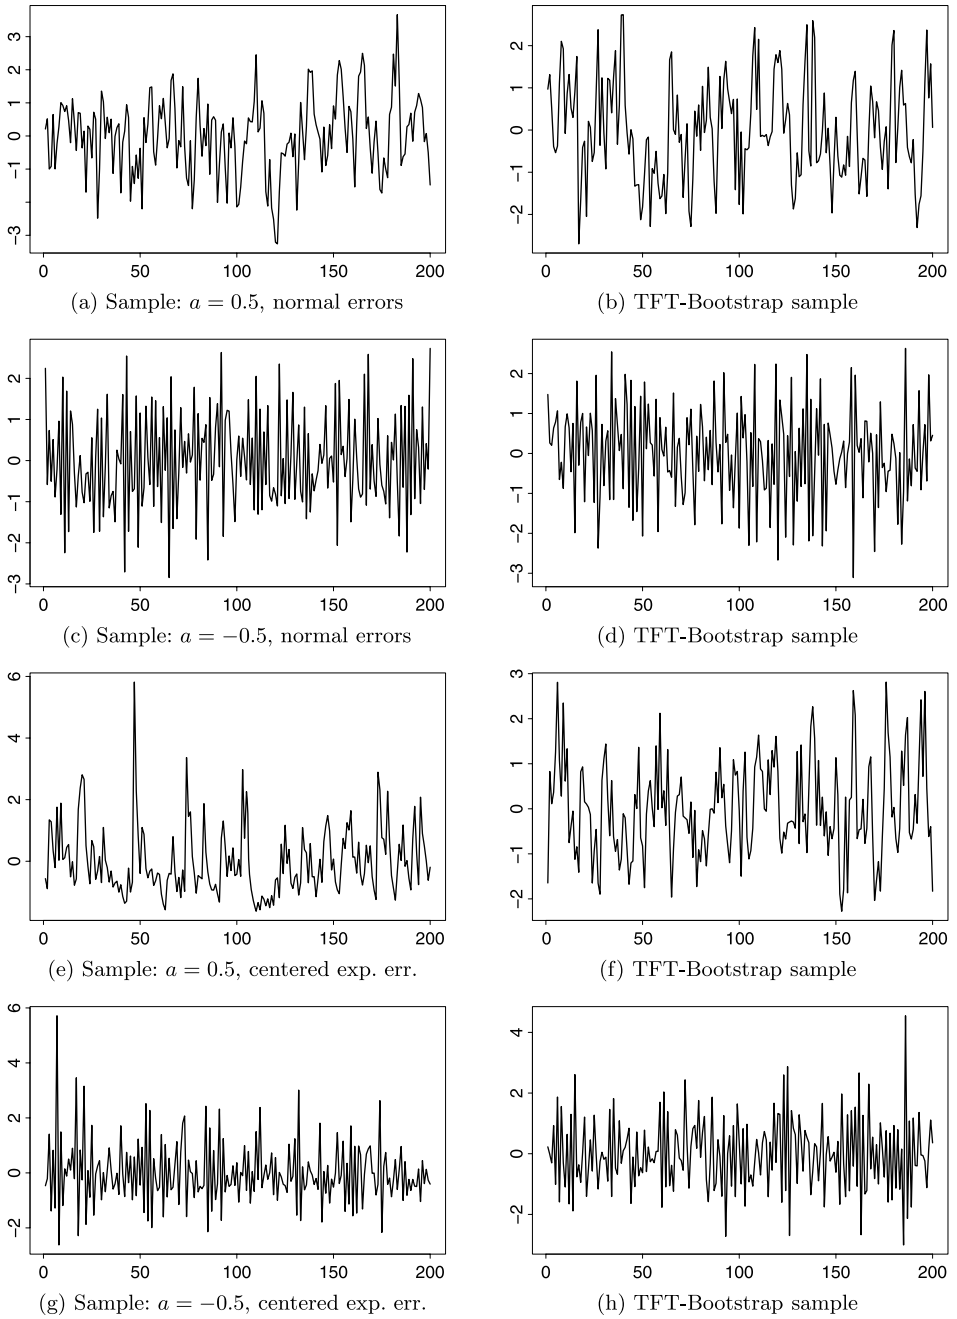 3
2
1
0
−1
−3
0 50 100 150 200
(a) Sample: a = 0.5, normal errors
2
1
0
−2
0 50 100 150 200
(b) TFT-Bootstrap sample
2
1
0
−1
−2
−3
0 50 100 150 200
(c) Sample: a = −0.5, normal errors
2
1
0
−1
−2
−3
0 50 100 150 200
(d) TFT-Bootstrap sample
6
4
2
0
0 50 100 150 200
(e) Sample: a = 0.5, centered exp. err.
3
2
1
0
−1
−2
0 50 100 150 200
(f) TFT-Bootstrap sample
6
4
2
0
−2
0 50 100 150 200
(g) Sample: a = −0.5, centered exp. err.
4
2
0
−2
0 50 100 150 200
(h) TFT-Bootstrap sample